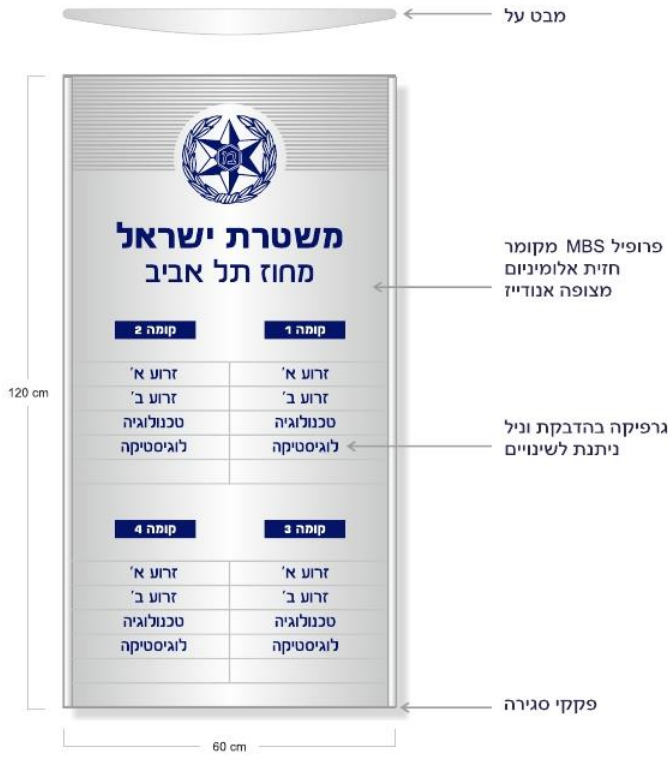 מבט על
משטרת ישראל
מחוז תל אביב
פרופיל MBS מקומר
חזית אלומיניום
מצופה אנודייז
קומה 1
קומה 2
זרוע א׳
זרוע א׳
זרוע ב׳
זרוע ב׳
טכנולוגיה
טכנולוגיה
לוגיסטיקה
לוגיסטיקה
גרפיקה בהדבקת וניל
ניתנת לשינויים
120 cm
קומה 3
קומה 4
זרוע א׳
זרוע א׳
זרוע ב׳
זרוע ב׳
טכנולוגיה
טכנולוגיה
לוגיסטיקה
לוגיסטיקה
פקקי סגירה
60 cm